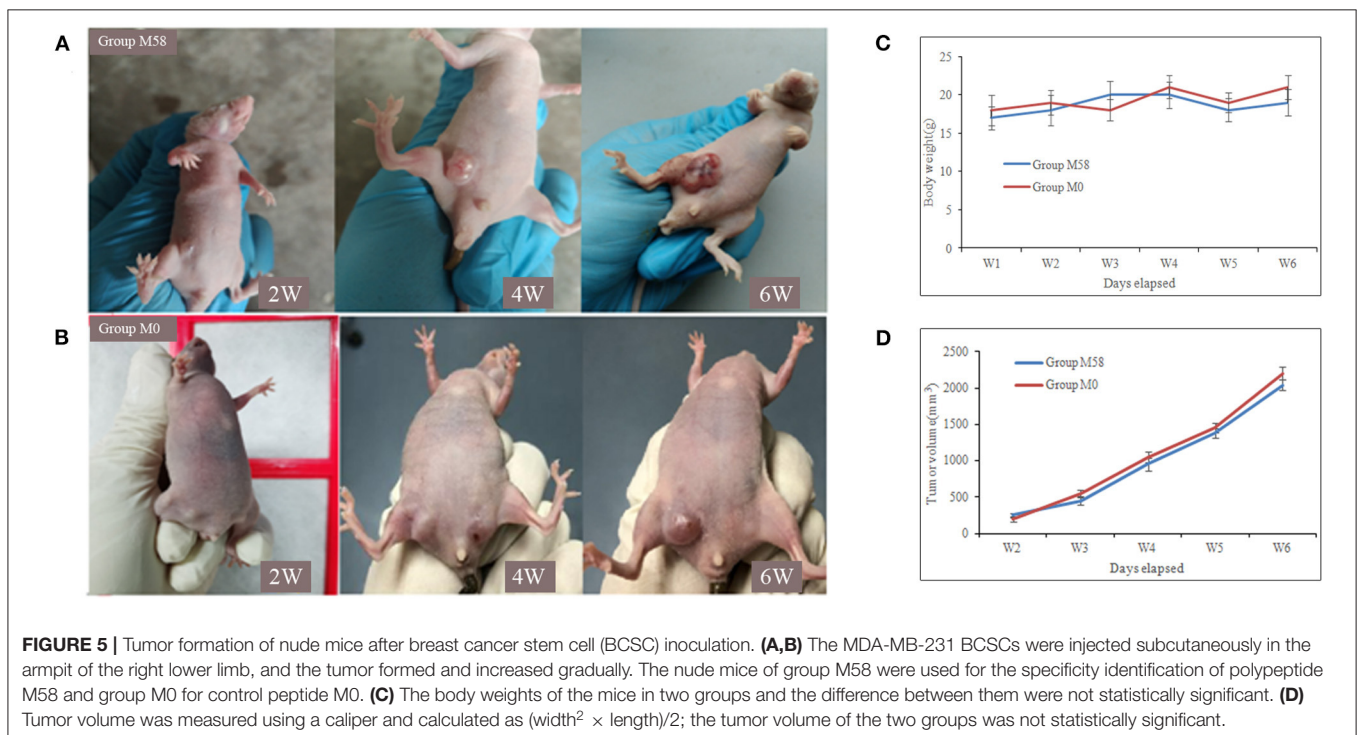 A
Group M58
2W
4W
6W
B
Group M0
2W
4W
6W
C
Body weight(g)
25
20
15
10
5
0
Group M58
Group M0
W1 W2 W3 W4 W5 W6
Days elapsed
D
Tumor volume(mm³)
2500
2000
1500
1000
500
0
Group M58
Group M0
W2 W3 W4 W5 W6
Days elapsed
FIGURE 5 | Tumor formation of nude mice after breast cancer stem cell (BCSC) inoculation. (A,B) The MDA-MB-231 BCSCs were injected subcutaneously in the
armpit of the right lower limb, and the tumor formed and increased gradually. The nude mice of group M58 were used for the specificity identification of polypeptide
M58 and group M0 for control peptide M0. (C) The body weights of the mice in two groups and the difference between them were not statistically significant. (D)
Tumor volume was measured using a caliper and calculated as (width² × length)/2; the tumor volume of the two groups was not statistically significant.